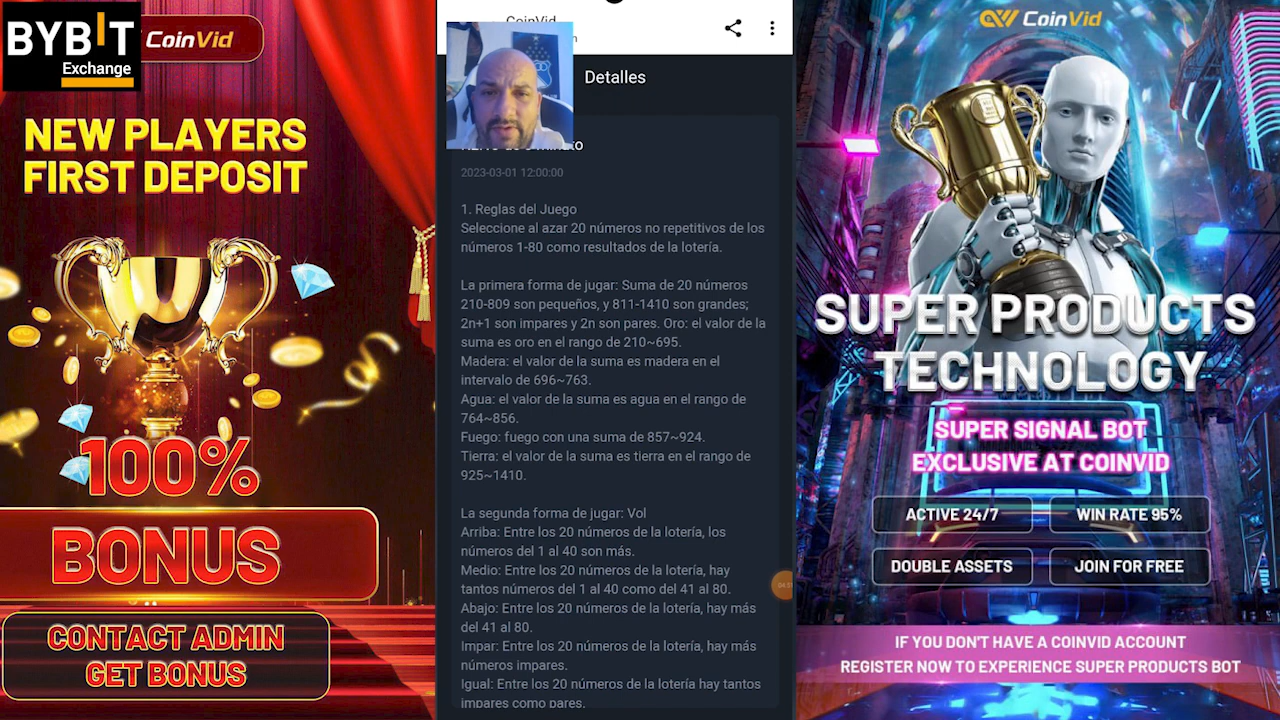 BYBIT
Exchange
CoinVid
NEW PLAYERS
FIRST DEPOSIT
100%
BONUS
CONTACT ADMIN
GET BONUS
CoinVid
Detalles
2023-03-01 12:00:00
1. Reglas del Juego
Seleccione al azar 20 números no repetitivos de los
números 1-80 como resultados de la lotería.
La primera forma de jugar: Suma de 20 números
210-809 son pequeños, y 811-1410 son grandes;
2n+1 son impares y 2n son pares. Oro: el valor de la
suma es oro en el rango de 210~695.
Madera: el valor de la suma es madera en el
intervalo de 696~763.
Agua: el valor de la suma es agua en el rango de
764~856.
Fuego: fuego con una suma de 857~924.
Tierra: el valor de la suma es tierra en el rango de
925~1410.
La segunda forma de jugar: Vol
Arriba: Entre los 20 números de la lotería, los
números del 1 al 40 son más.
Medio: Entre los 20 números de la lotería, hay
tantos números del 1 al 40 como del 41 al 80.
Abajo: Entre los 20 números de la lotería, hay más
del 41 al 80.
Impar: Entre los 20 números de la lotería, hay más
números impares.
Igual: Entre los 20 números de la lotería hay tantos
impares como pares.
CoinVid
SUPER PRODUCTS
TECHNOLOGY
SUPER SIGNAL BOT
EXCLUSIVE AT COINVID
ACTIVE 24/7
WIN RATE 95%
DOUBLE ASSETS
JOIN FOR FREE
IF YOU DON'T HAVE A COINVID ACCOUNT
REGISTER NOW TO EXPERIENCE SUPER PRODUCTS BOT